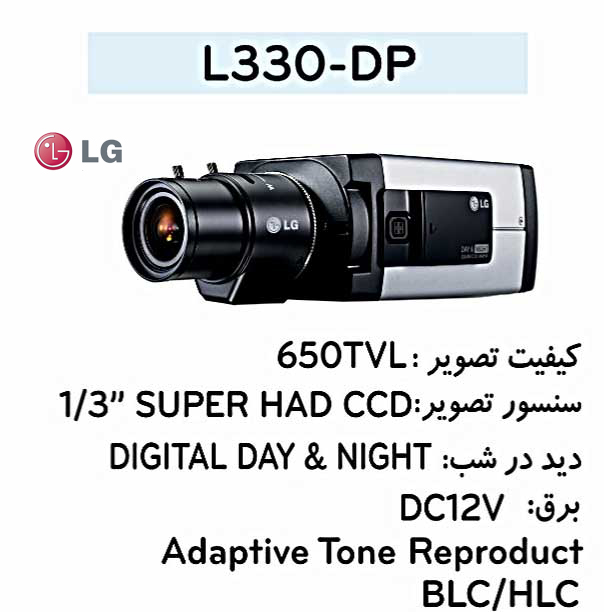 L330-DP
LG
LG
LG
DAY & NIGHT
کیفیت تصویر : 650TVL
سنسور تصویر: 1/3” SUPER HAD CCD
دید در شب: DIGITAL DAY & NIGHT
برق: DC12V
Adaptive Tone Reproduct
BLC/HLC